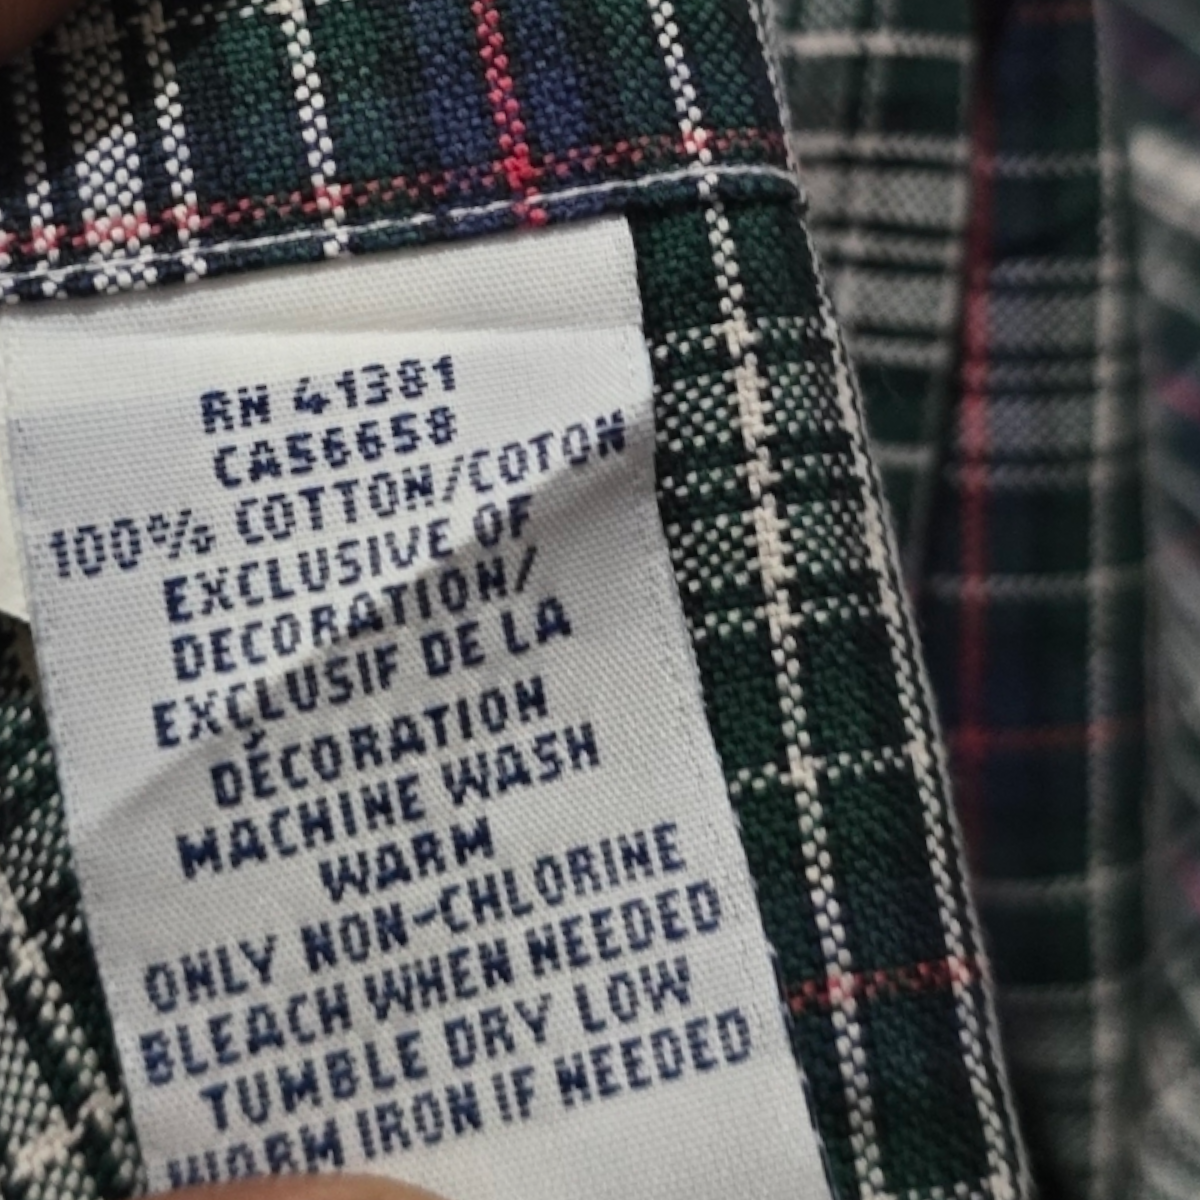 RN 41381
CA56658
100% COTTON/COTON
EXCLUSIVE OF
DECORATION/
EXCLUSIF DE LA
DÉCORATION
MACHINE WASH
WARM
ONLY NON-CHLORINE
BLEACH WHEN NEEDED
TUMBLE DRY LOW
WARM IRON IF NEEDED